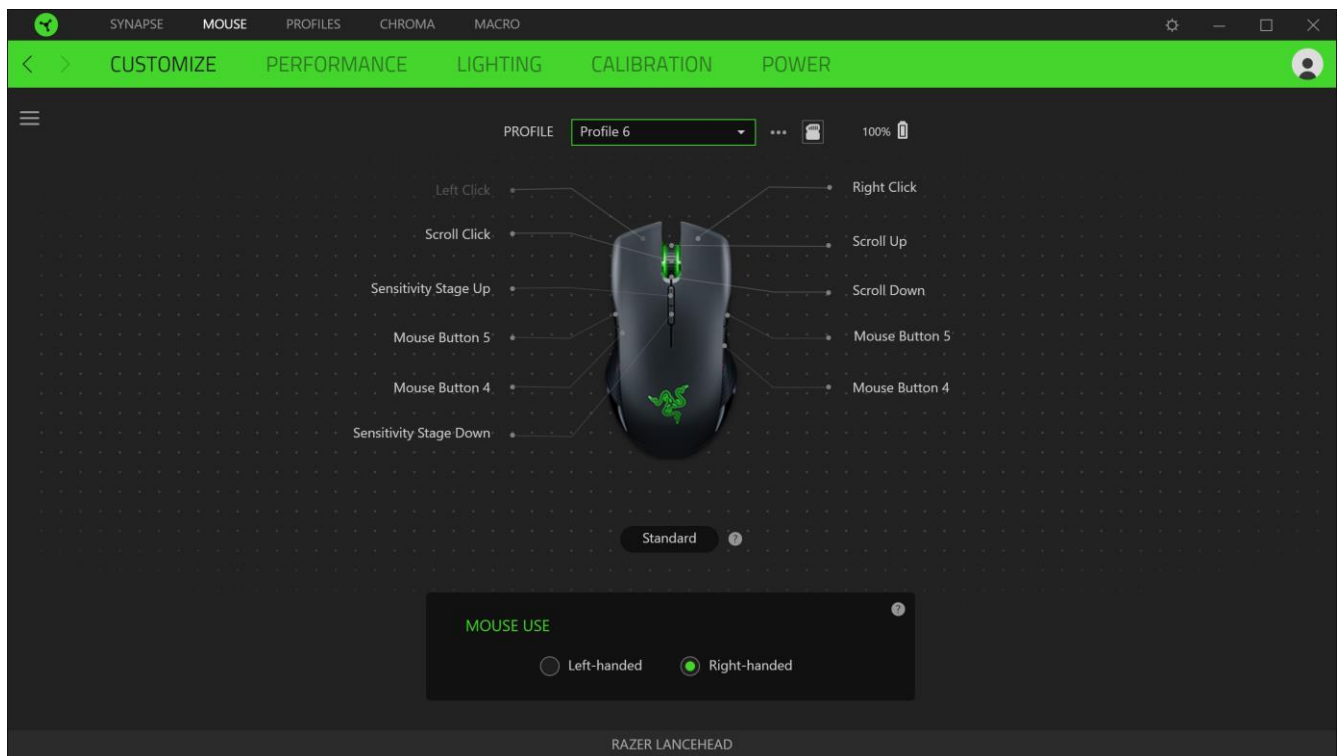 SYNAPSE MOUSE PROFILES CHROMA MACRO
CUSTOMIZE PERFORMANCE LIGHTING CALIBRATION POWER
PROFILE Profile 6 100%
Left Click Right Click
Scroll Click Scroll Up
Sensitivity Stage Up Scroll Down
Mouse Button 5 Mouse Button 5
Mouse Button 4 Mouse Button 4
Sensitivity Stage Down
Standard ?
?
MOUSE USE
Left-handed Right-handed
RAZER LANCEHEAD